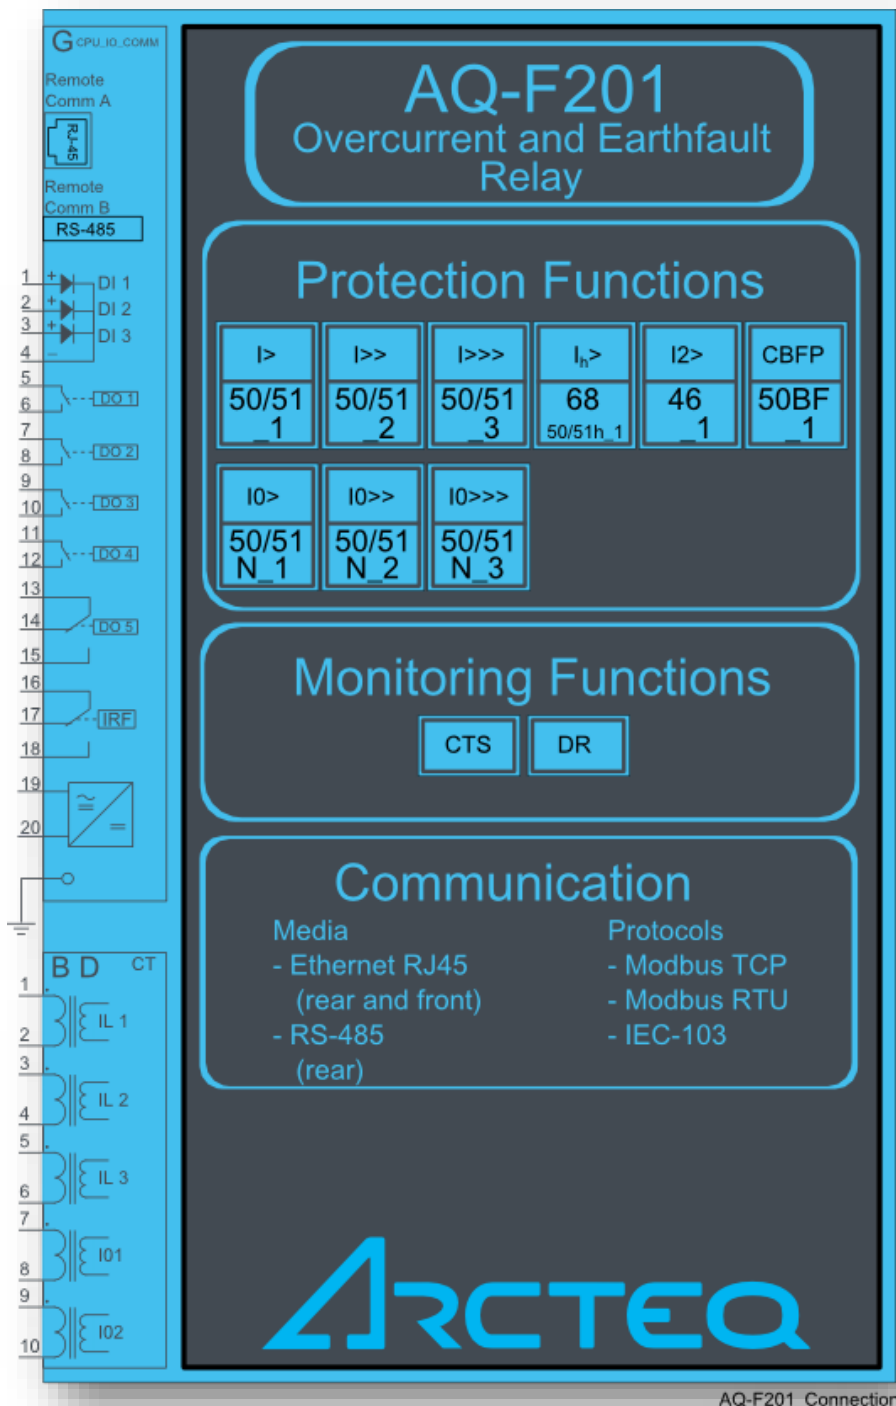 G CPU_IO_COMM
Remote
Comm A
RJ-45
Remote
Comm B
RS-485
1
+
DI 1
2
+
DI 2
3
+
DI 3
4
–
5
6
DO 1
7
8
DO 2
9
10
DO 3
11
12
DO 4
13
14
DO 5
15
16
17
IRF
18
19
20
B D CT
1
2
IL 1
3
4
IL 2
5
6
IL 3
7
8
I01
9
10
I02
AQ-F201
Overcurrent and Earthfault
Relay
Protection Functions
I>
50/51
_1
I>>
50/51
_2
I>>>
50/51
_3
Ih>
68
50/51h_1
I2>
46
_1
CBFP
50BF
_1
I0>
50/51
N_1
I0>>
50/51
N_2
I0>>>
50/51
N_3
Monitoring Functions
CTS
DR
Communication
Media
- Ethernet RJ45
(rear and front)
- RS-485
(rear)
Protocols
- Modbus TCP
- Modbus RTU
- IEC-103
ARCTEQ
AQ-F201_Connection